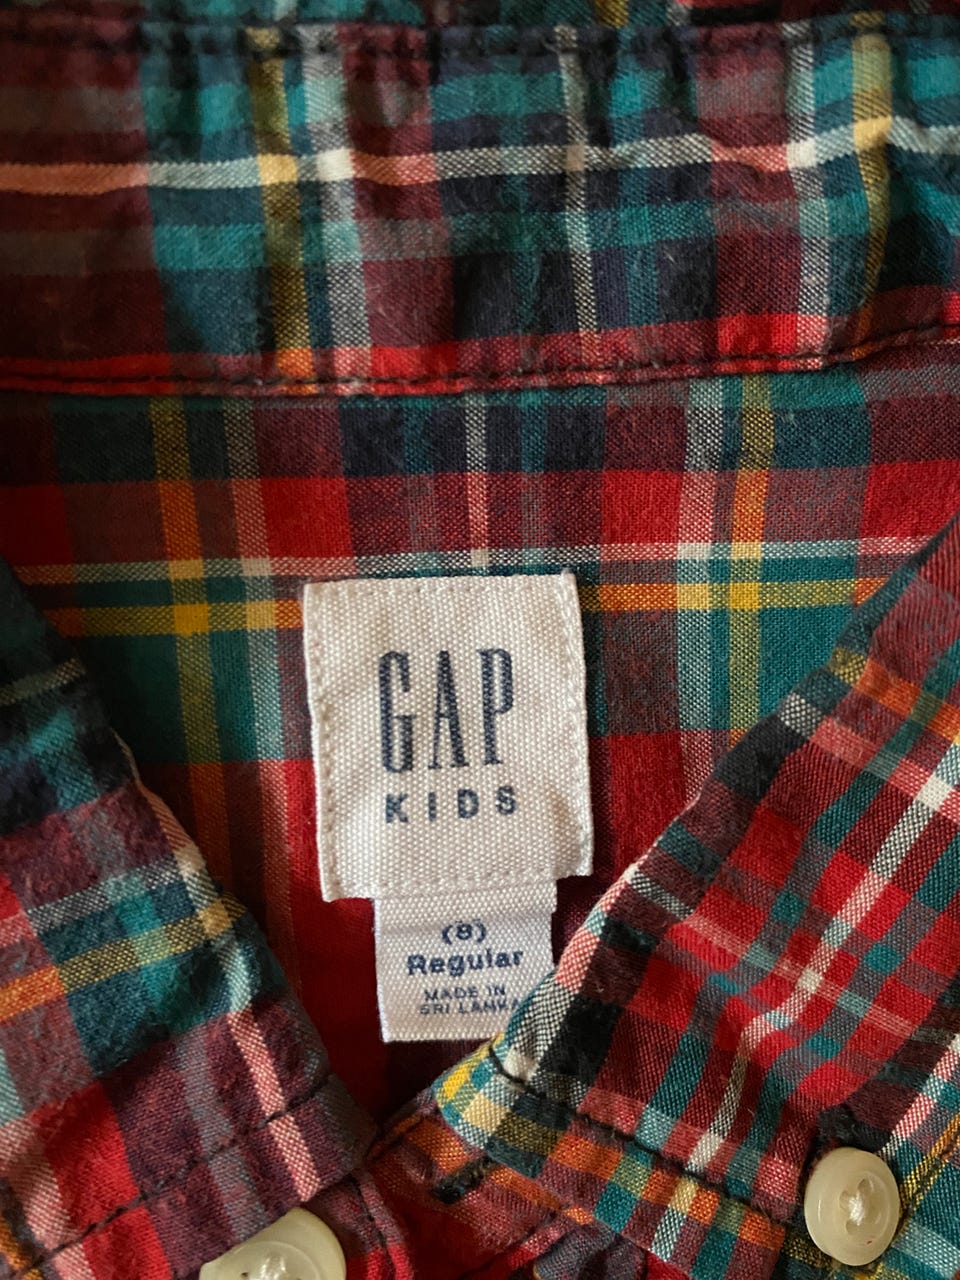 GAP
KIDS
(8)
Regular
MADE IN
SRI LANKA